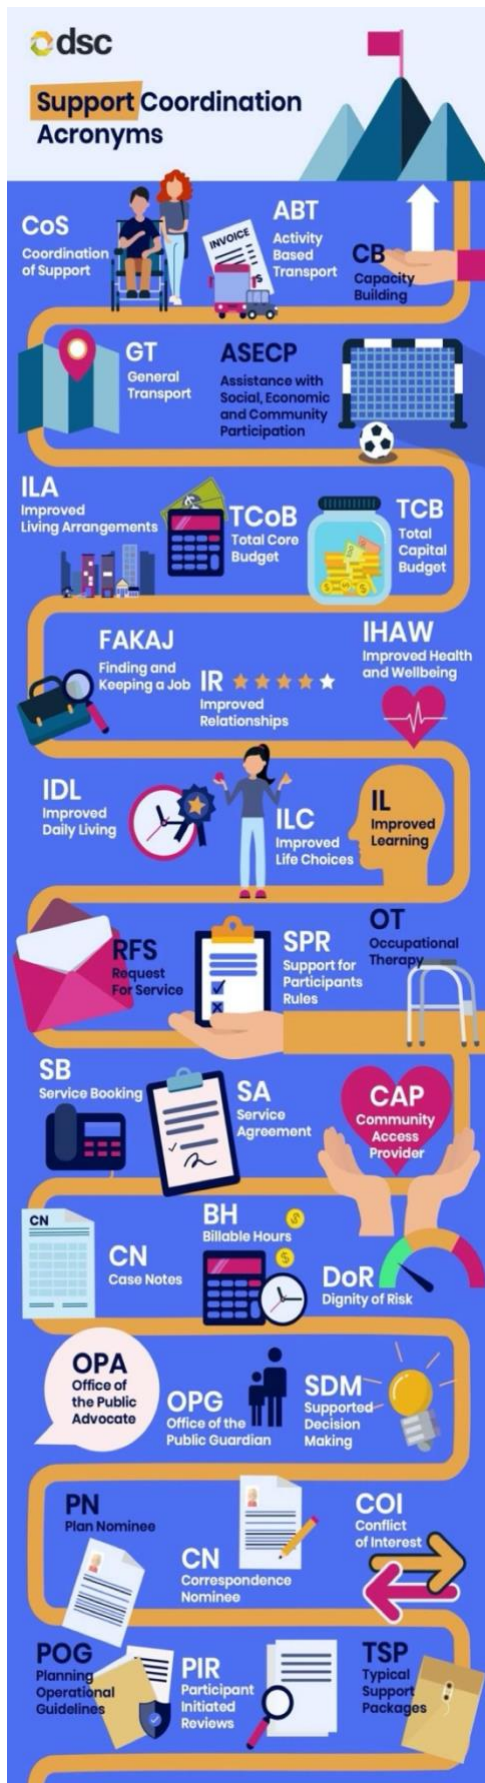 dsc
Support Coordination
Acronyms
CoS
Coordination
of Support
INVOICE
ABT
Activity
Based
Transport
CB
Capacity
Building
GT
General
Transport
ASECP
Assistance with
Social, Economic
and Community
Participation
ILA
Improved
Living Arrangements
TCoB
Total Core
Budget
TCB
Total
Capital
Budget
FAKAJ
Finding and
Keeping a Job
IR
Improved
Relationships
IHAW
Improved Health
and Wellbeing
IDL
Improved
Daily Living
ILC
Improved
Life Choices
IL
Improved
Learning
RFS
Request
For Service
SPR
Support for
Participants
Rules
OT
Occupational
Therapy
SB
Service Booking
SA
Service
Agreement
CAP
Community
Access
Provider
CN
CN
Case Notes
BH
Billable Hours
DoR
Dignity of Risk
OPA
Office of
the Public
Advocate
OPG
Office of the
Public Guardian
SDM
Supported
Decision
Making
PN
Plan Nominee
CN
Correspondence
Nominee
COI
Conflict
of Interest
POG
Planning
Operational
Guidelines
PIR
Participant
Initiated
Reviews
TSP
Typical
Support
Packages